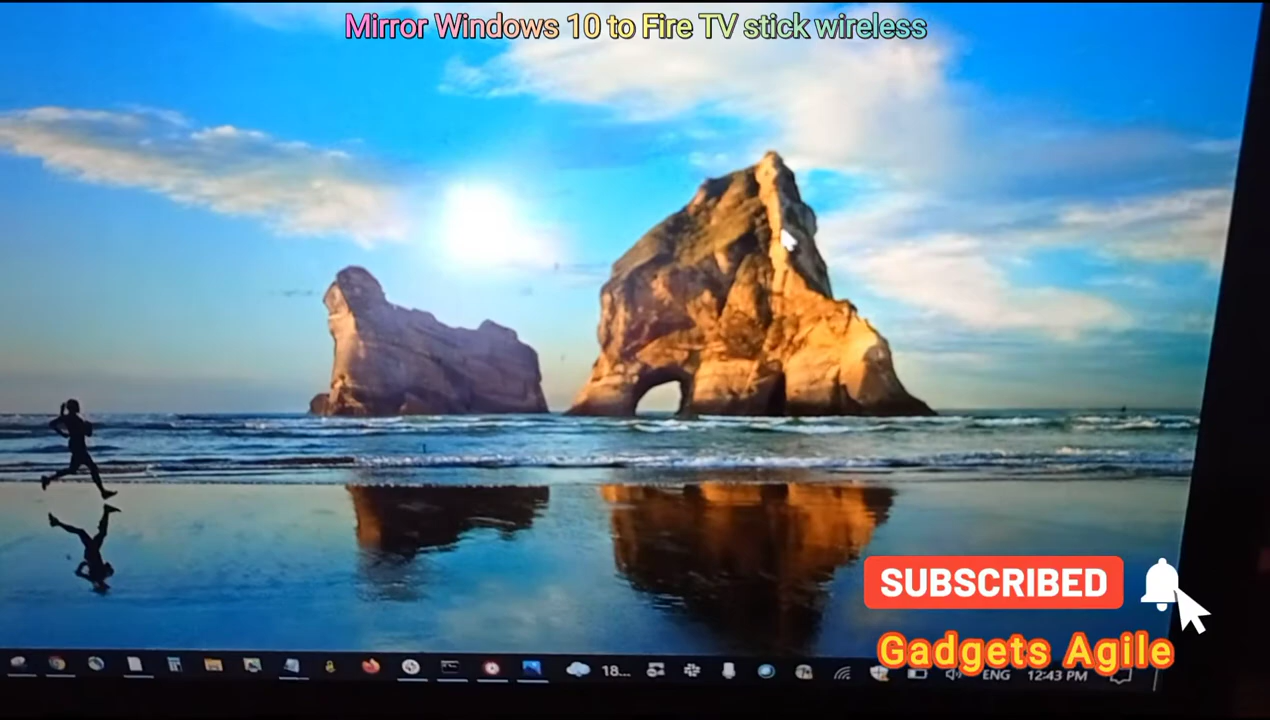 Mirror Windows 10 to Fire TV stick wireless
SUBSCRIBED
Gadgets Agile
18...
ENG
12:43 PM